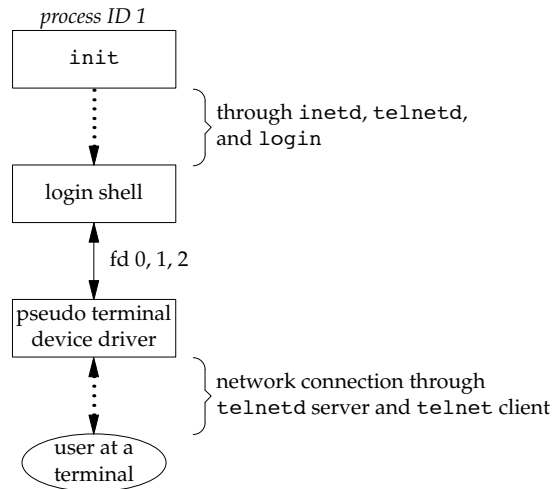 process ID 1
init
through inetd, telnetd,
and login
login shell
fd 0, 1, 2
pseudo terminal
device driver
network connection through
telnetd server and telnet client
user at a
terminal